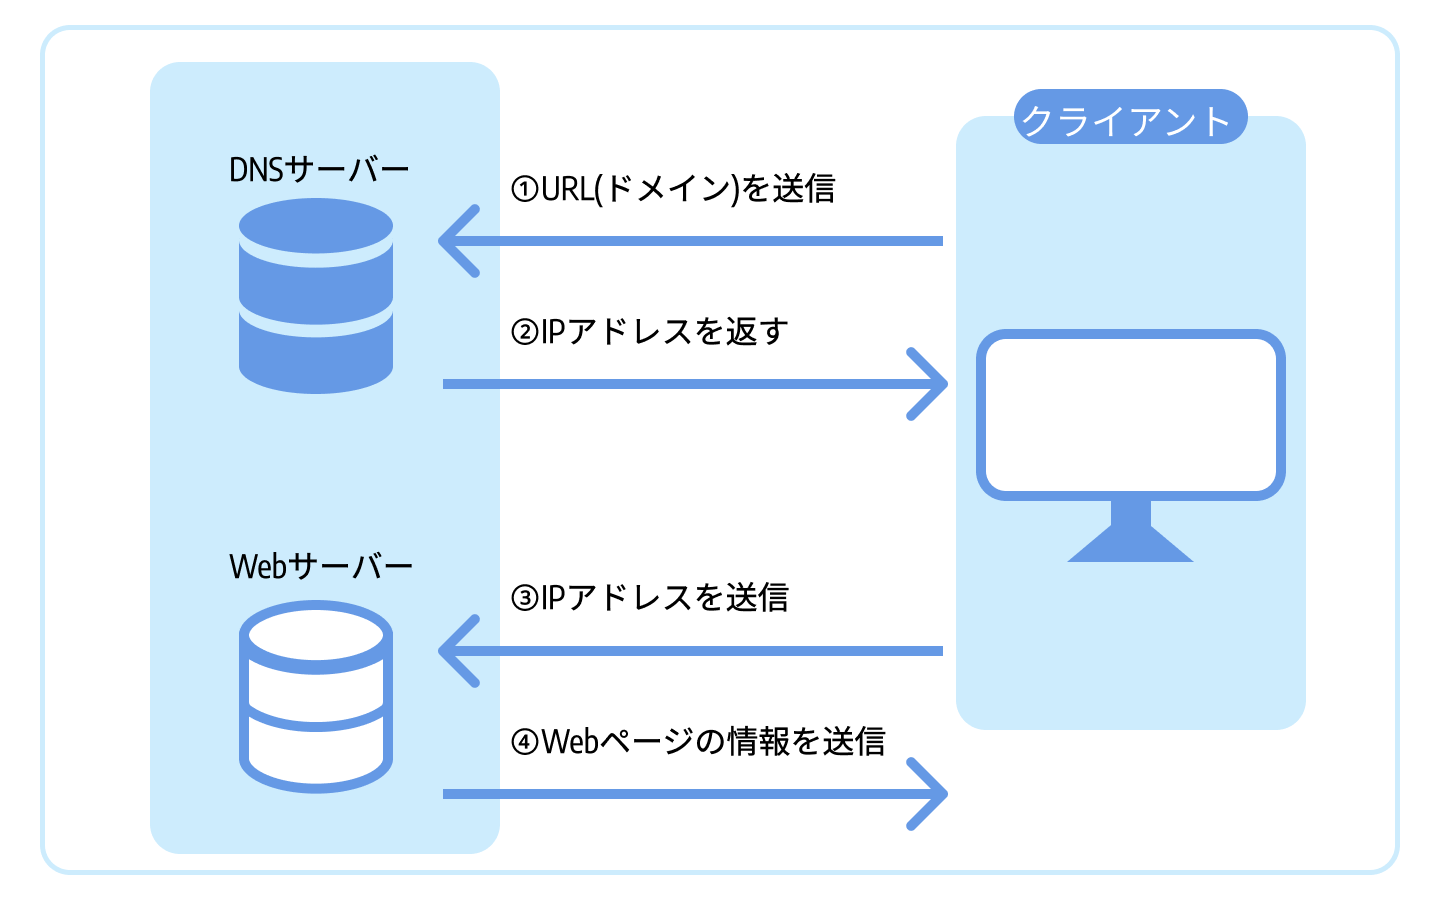 クライアント
DNSサーバー
①URL(ドメイン)を送信
②IPアドレスを返す
Webサーバー
③IPアドレスを送信
④Webページの情報を送信